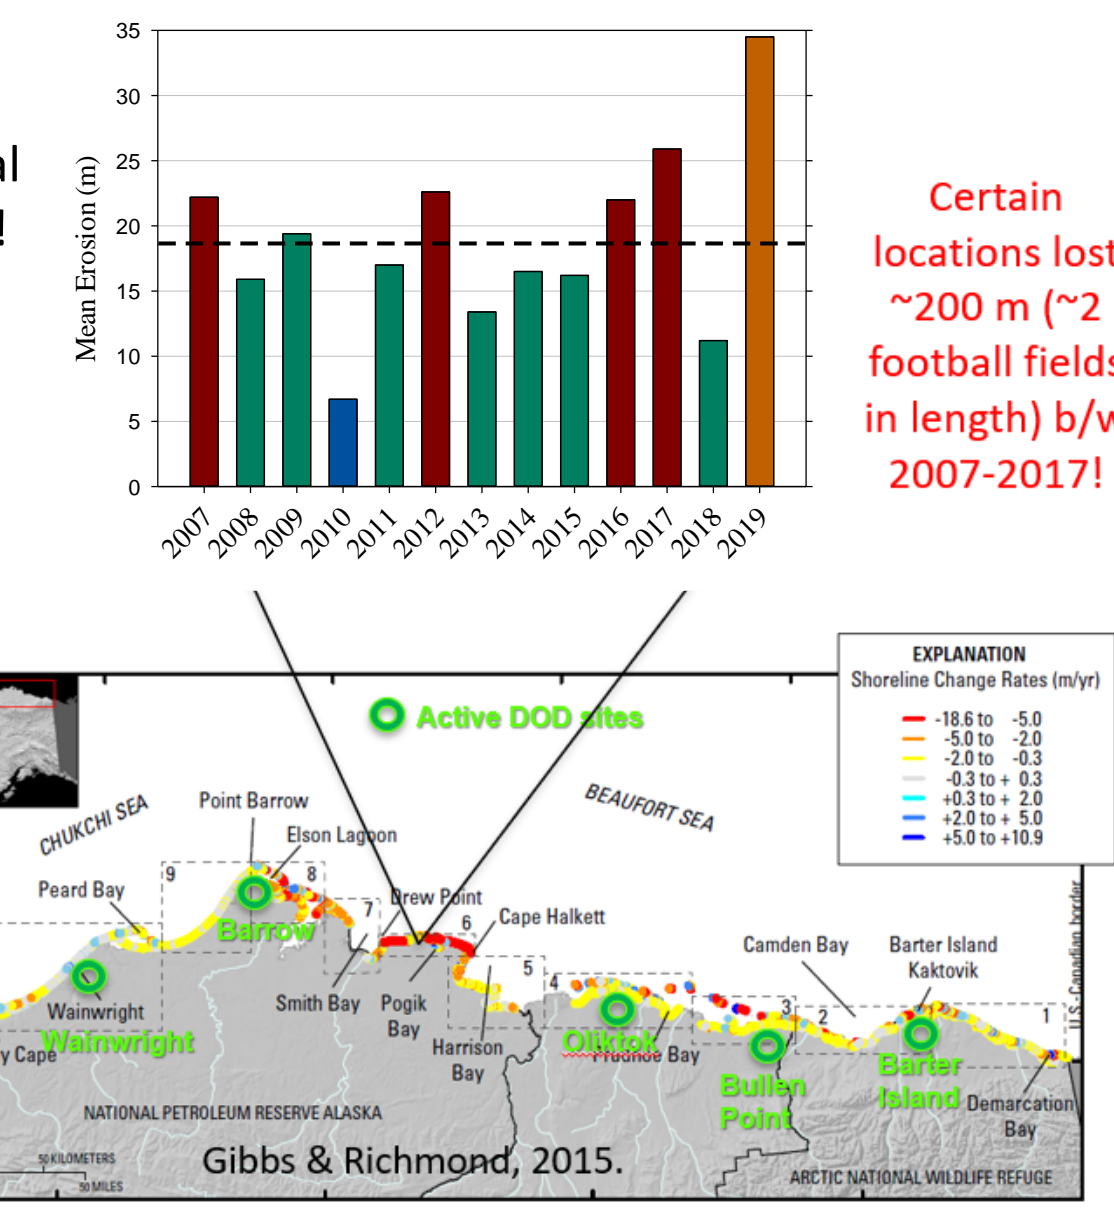 al
!
35
30
25
20
15
10
5
0
Mean Erosion (m)
2007
2008
2009
2010
2011
2012
2013
2014
2015
2016
2017
2018
2019
Certain
locations lost
~200 m (~2
football fields
in length) b/w
2007-2017!
EXPLANATION
Shoreline Change Rates (m/yr)
-18.6 to -5.0
-5.0 to -2.0
-2.0 to -0.3
-0.3 to + 0.3
+0.3 to + 2.0
+2.0 to + 5.0
+5.0 to +10.9
Active DOD sites
CHUKCHI SEA
BEAUFORT SEA
Point Barrow
Elson Lagoon
Peard Bay
9
8
Barrow
Drew Point
7
6
Cape Halkett
Camden Bay
Barter Island
Kaktovik
U.S.-Canadian border
Wainwright
Wainwright
y Cape
Smith Bay
Pogik
Bay
5
4
Harrison
Bay
Oliktok
Prudhoe Bay
3
2
1
Bullen
Point
Barter
Island
Demarcation
Bay
NATIONAL PETROLEUM RESERVE ALASKA
50 KILOMETERS
50 MILES
Gibbs & Richmond, 2015.
ARCTIC NATIONAL WILDLIFE REFUGE